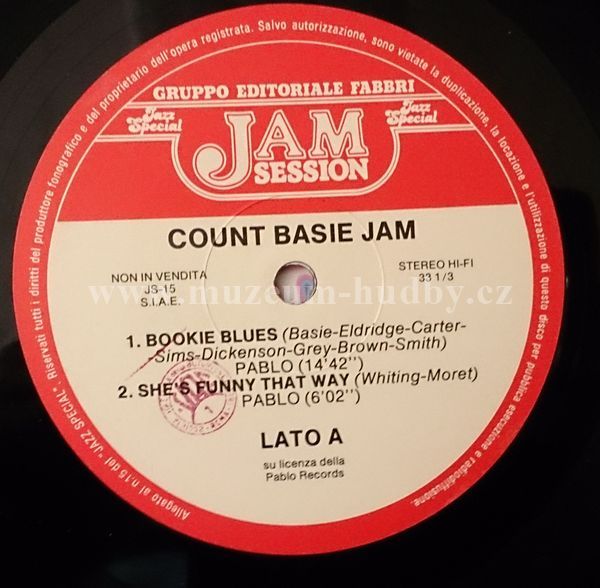 Riservati tutti i diritti del produttore fonografico e del proprietario dell'opera registrata. Salvo autorizzazione, sono vietate la duplicazione, la locazione e l'utilizzazione di questo disco per pubblica esecuzione e radiodiffusione.
GRUPPO EDITORIALE FABBRI
Jazz Special
Jazz Special
JAM
SESSION
COUNT BASIE JAM
NON IN VENDITA
JS-15
S.I.A.E.
STEREO HI-FI
33 1/3
www.muzeum-hudby.cz
1. BOOKIE BLUES (Basie-Eldridge-Carter-
-Sims-Dickenson-Grey-Brown-Smith)
PABLO (14'42'')
2. SHE'S FUNNY THAT WAY (Whiting-Moret)
PABLO (6'02'')
LATO A
su licenza della
Pablo Records
Allegato al n. 15 del "JAZZ SPECIAL".